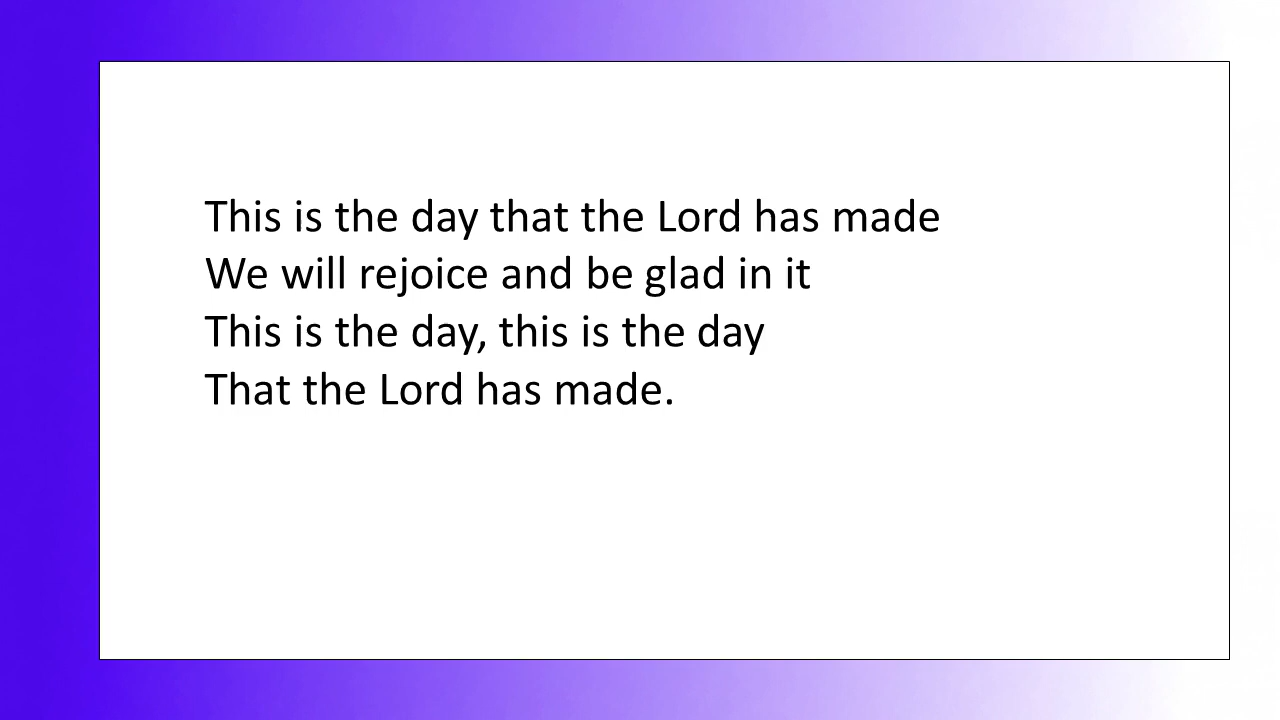 This is the day that the Lord has made
We will rejoice and be glad in it
This is the day, this is the day
That the Lord has made.